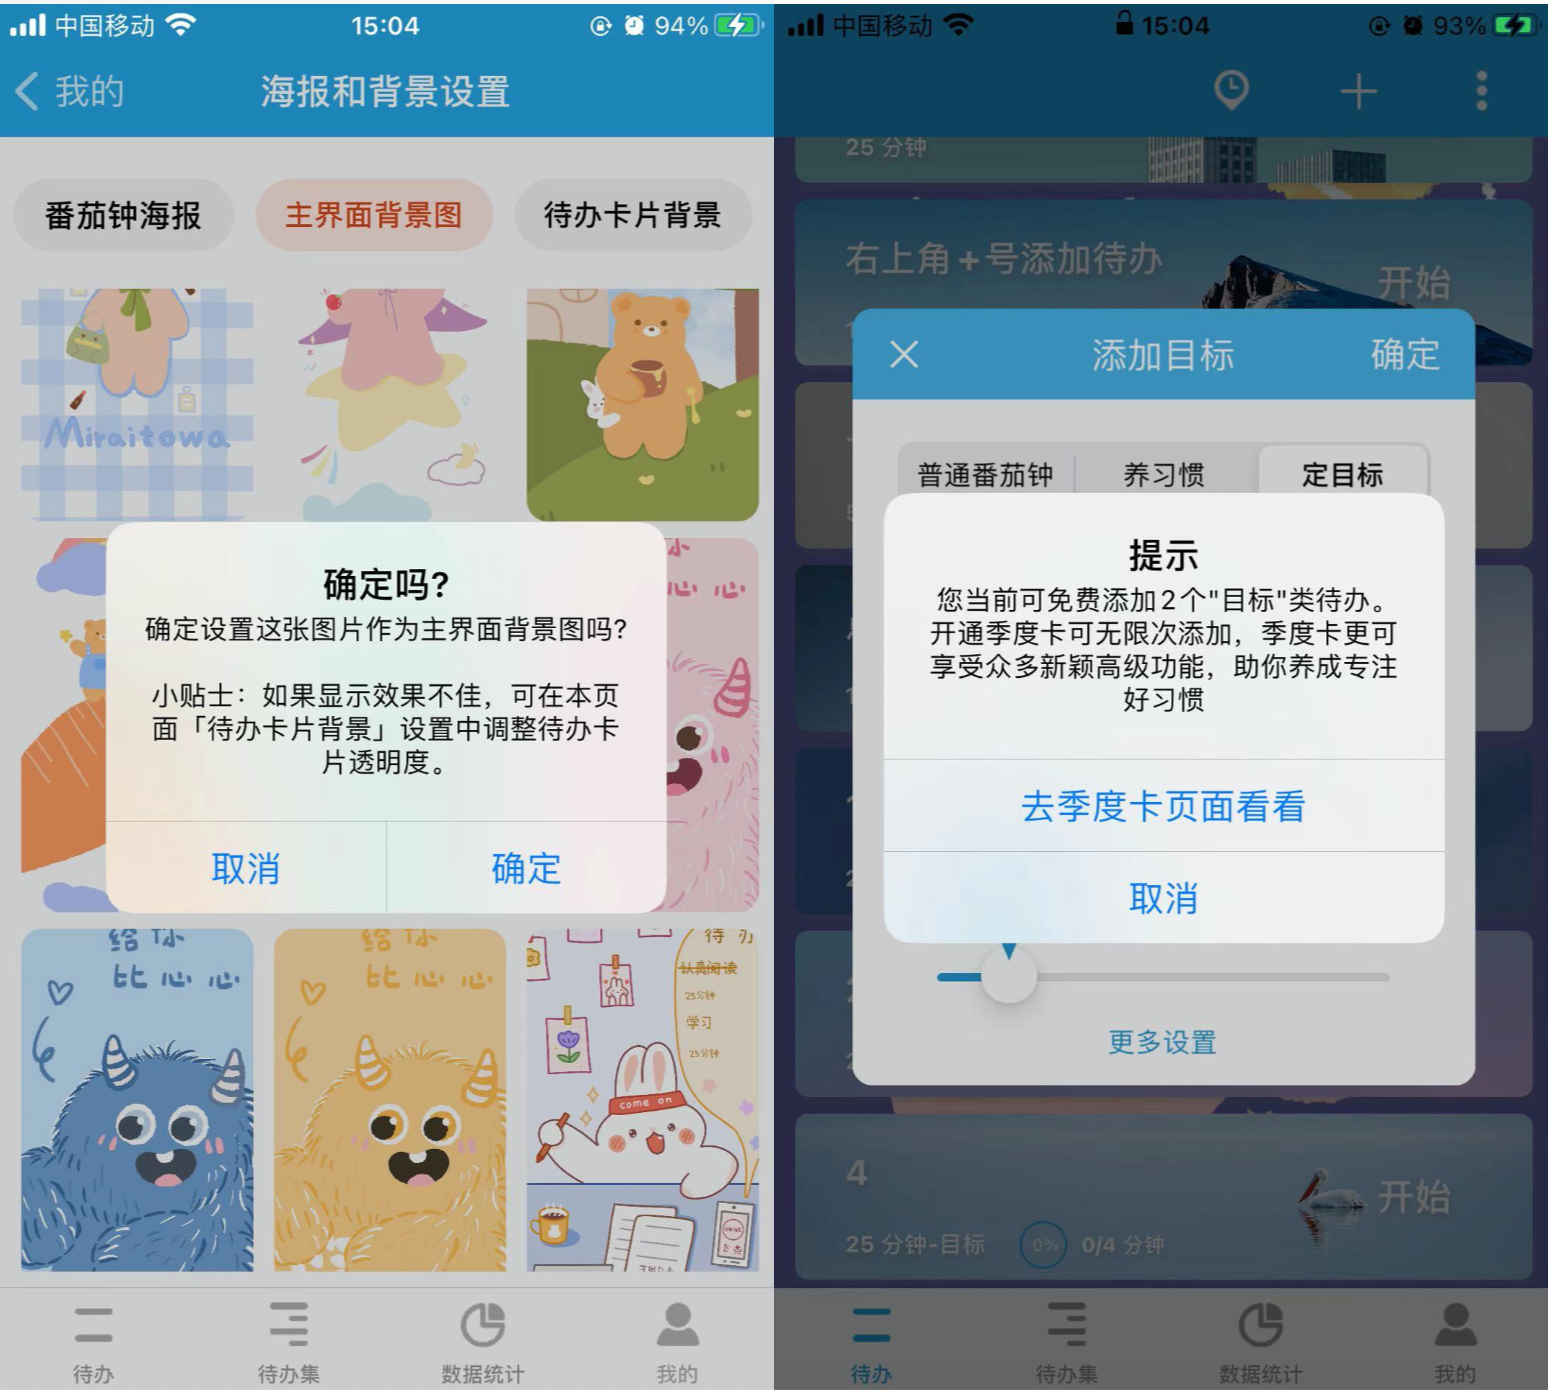 中国移动 15:04 94%
我的 海报和背景设置
番茄钟海报 主界面背景图 待办卡片背景
Miraitowa
确定吗?
确定设置这张图片作为主界面背景图吗?
小贴士：如果显示效果不佳，可在本页
面「待办卡片背景」设置中调整待办卡
片透明度。
取消 确定
心 心
给 你
比 心 心
给 你
比 心 心
待 办
认真阅读
25分钟
学习
25分钟
come on
待办 待办集 数据统计 我的
中国移动 15:04 93%
25 分钟
右上角+号添加待办
开始
添加目标 确定
普通番茄钟 养习惯 定目标
提示
您当前可免费添加2个"目标"类待办。
开通季度卡可无限次添加，季度卡更可
享受众多新颖高级功能，助你养成专注
好习惯
去季度卡页面看看
取消
更多设置
4
开始
25 分钟-目标 0% 0/4 分钟
待办 待办集 数据统计 我的